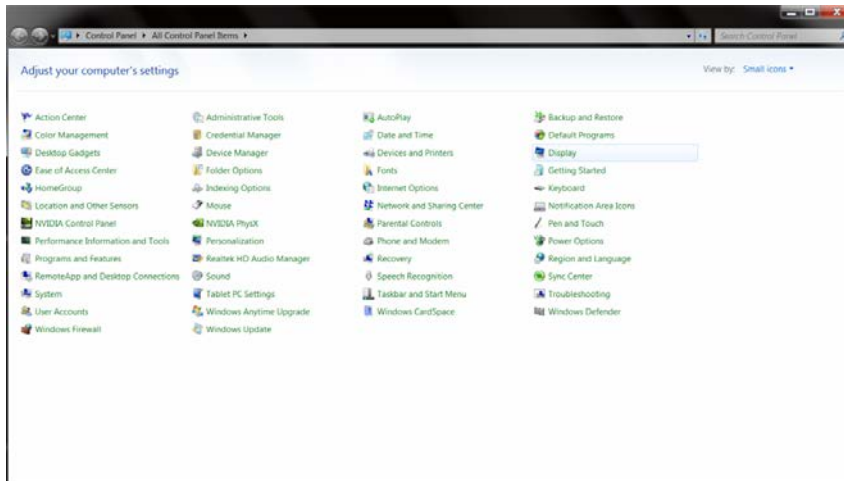 Control Panel All Control Panel Items
Search Control Panel
Adjust your computer's settings
View by: Small icons
Action Center Administrative Tools AutoPlay Backup and Restore
Color Management Credential Manager Date and Time Default Programs
Desktop Gadgets Device Manager Devices and Printers Display
Ease of Access Center Folder Options Fonts Getting Started
HomeGroup Indexing Options Internet Options Keyboard
Location and Other Sensors Mouse Network and Sharing Center Notification Area Icons
NVIDIA Control Panel NVIDIA PhysX Parental Controls Pen and Touch
Performance Information and Tools Personalization Phone and Modem Power Options
Programs and Features Realtek HD Audio Manager Recovery Region and Language
RemoteApp and Desktop Connections Sound Speech Recognition Sync Center
System Tablet PC Settings Taskbar and Start Menu Troubleshooting
User Accounts Windows Anytime Upgrade Windows CardSpace Windows Defender
Windows Firewall Windows Update